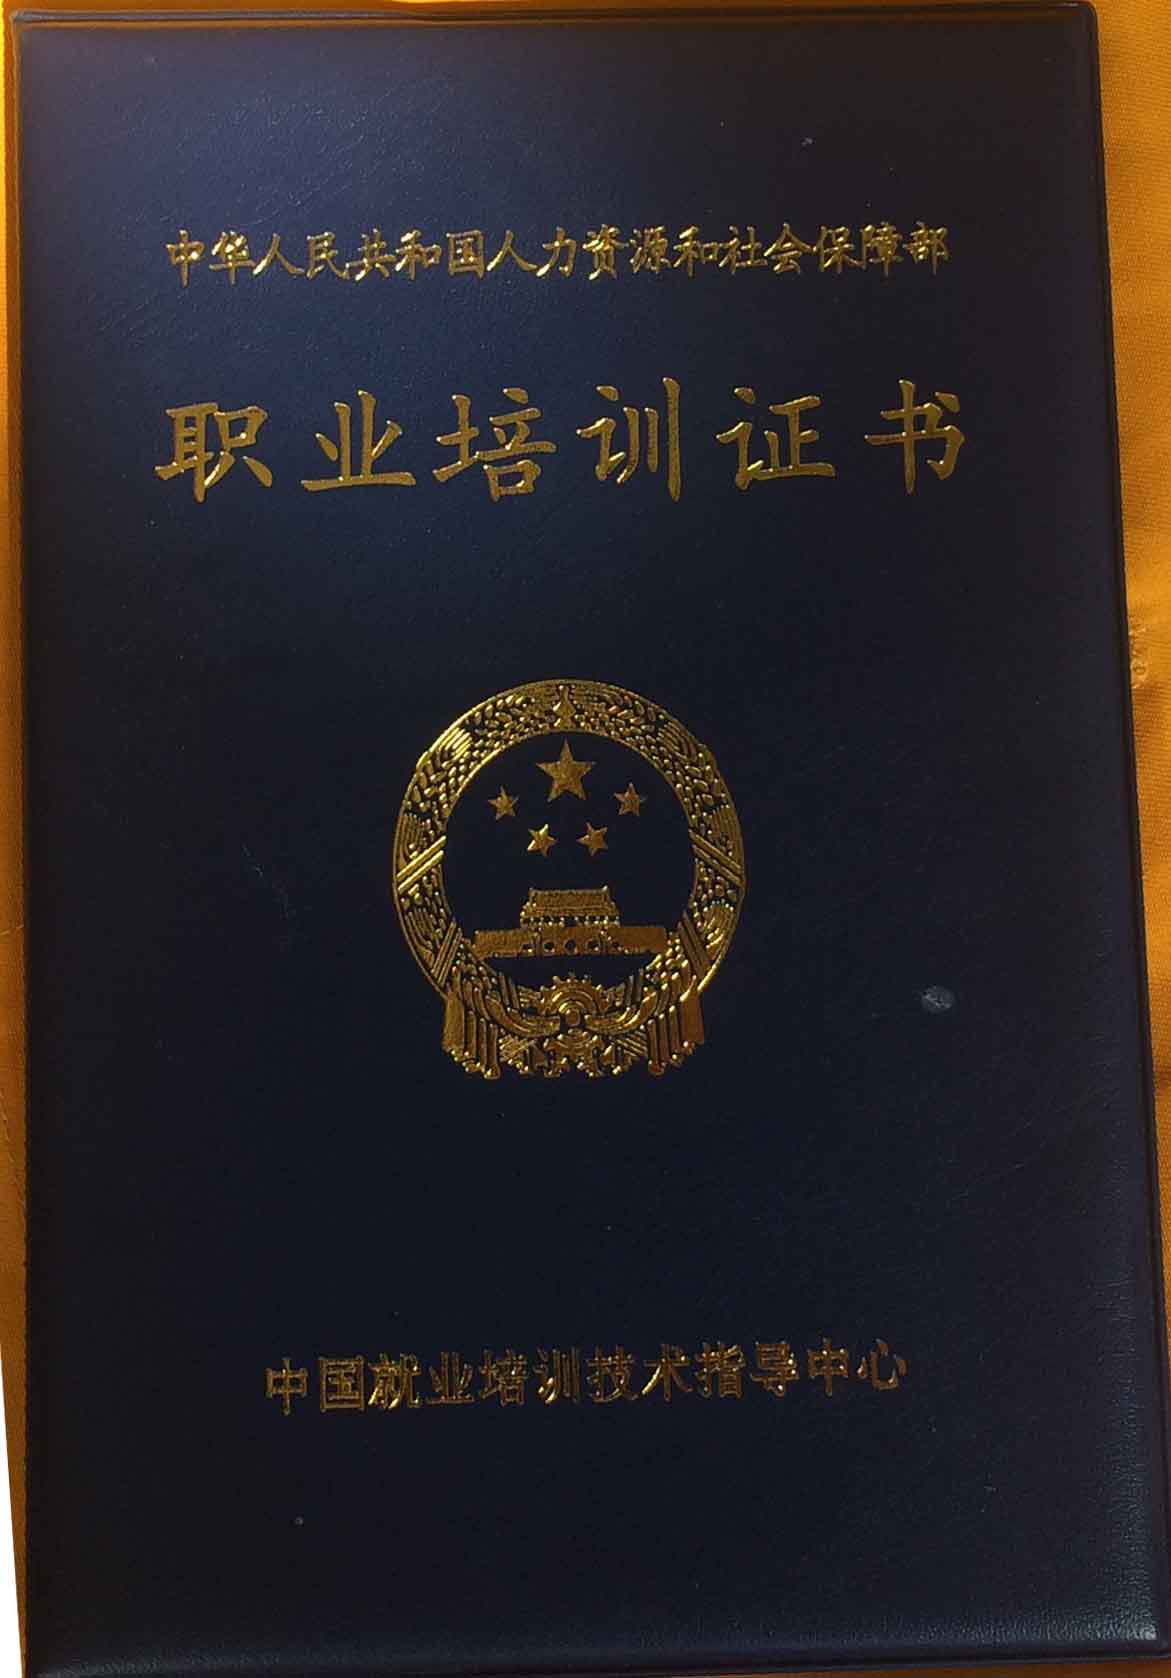 中华人民共和国人力资源和社会保障部
职业培训证书
中国就业培训技术指导中心